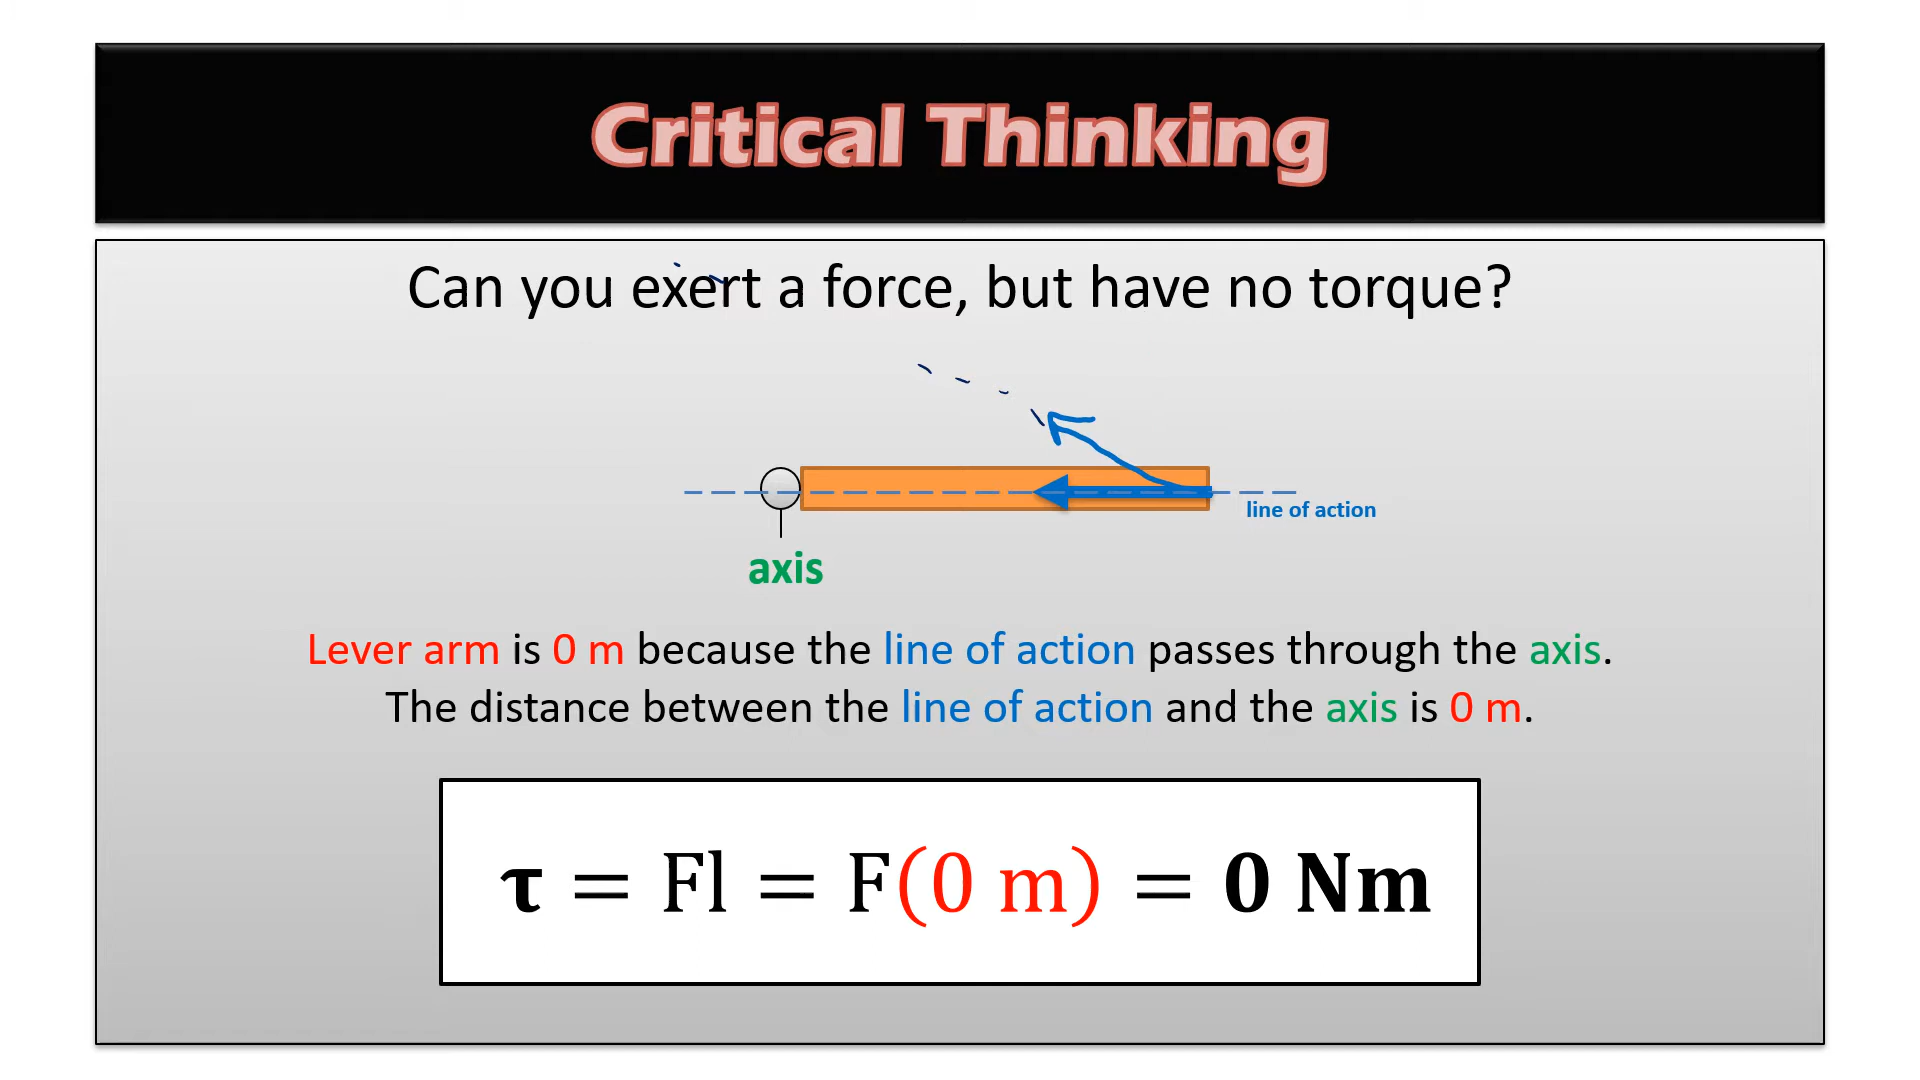 Critical Thinking
Can you exert a force, but have no torque?
line of action
axis
Lever arm is 0 m because the line of action passes through the axis.
The distance between the line of action and the axis is 0 m.
τ = Fl = F(0 m) = 0 Nm